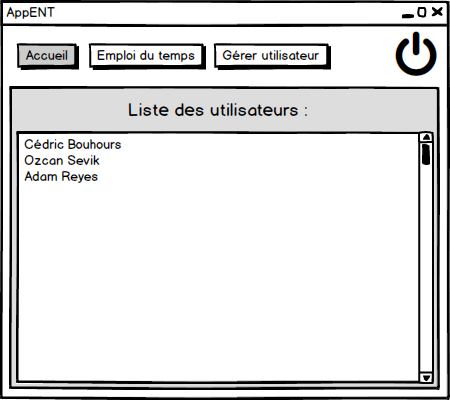 AppENT
Accueil
Emploi du temps
Gérer utilisateur
Liste des utilisateurs :
Cédric Bouhours
Ozcan Sevik
Adam Reyes